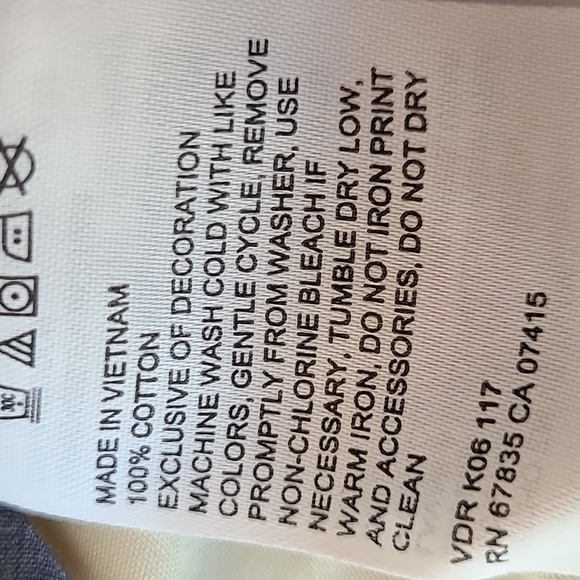 30C
MADE IN VIETNAM
100% COTTON
EXCLUSIVE OF DECORATION
MACHINE WASH COLD WITH LIKE
COLORS, GENTLE CYCLE, REMOVE
PROMPTLY FROM WASHER, USE
NON-CHLORINE BLEACH IF
NECESSARY, TUMBLE DRY LOW,
WARM IRON, DO NOT IRON PRINT
AND ACCESSORIES, DO NOT DRY
CLEAN
VDR K06 117
RN 67835 CA 07415